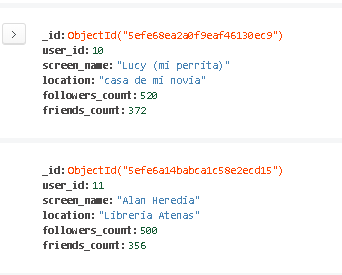 _id:ObjectId("5efe68ea2a0f9eaf46130ec9")
user_id:10
screen_name:"Lucy (mi perrita)"
location:"casa de mi novia"
followers_count:520
friends_count:372
_id:ObjectId("5efe6a14babca1c58e2ecd15")
user_id:11
screen_name:"Alan Heredia"
location:"Libreria Atenas"
followers_count:500
friends_count:356